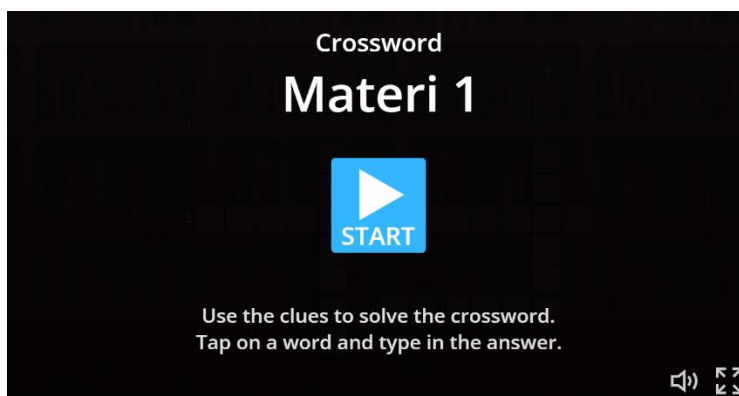 Crossword
Materi 1
START
Use the clues to solve the crossword.
Tap on a word and type in the answer.